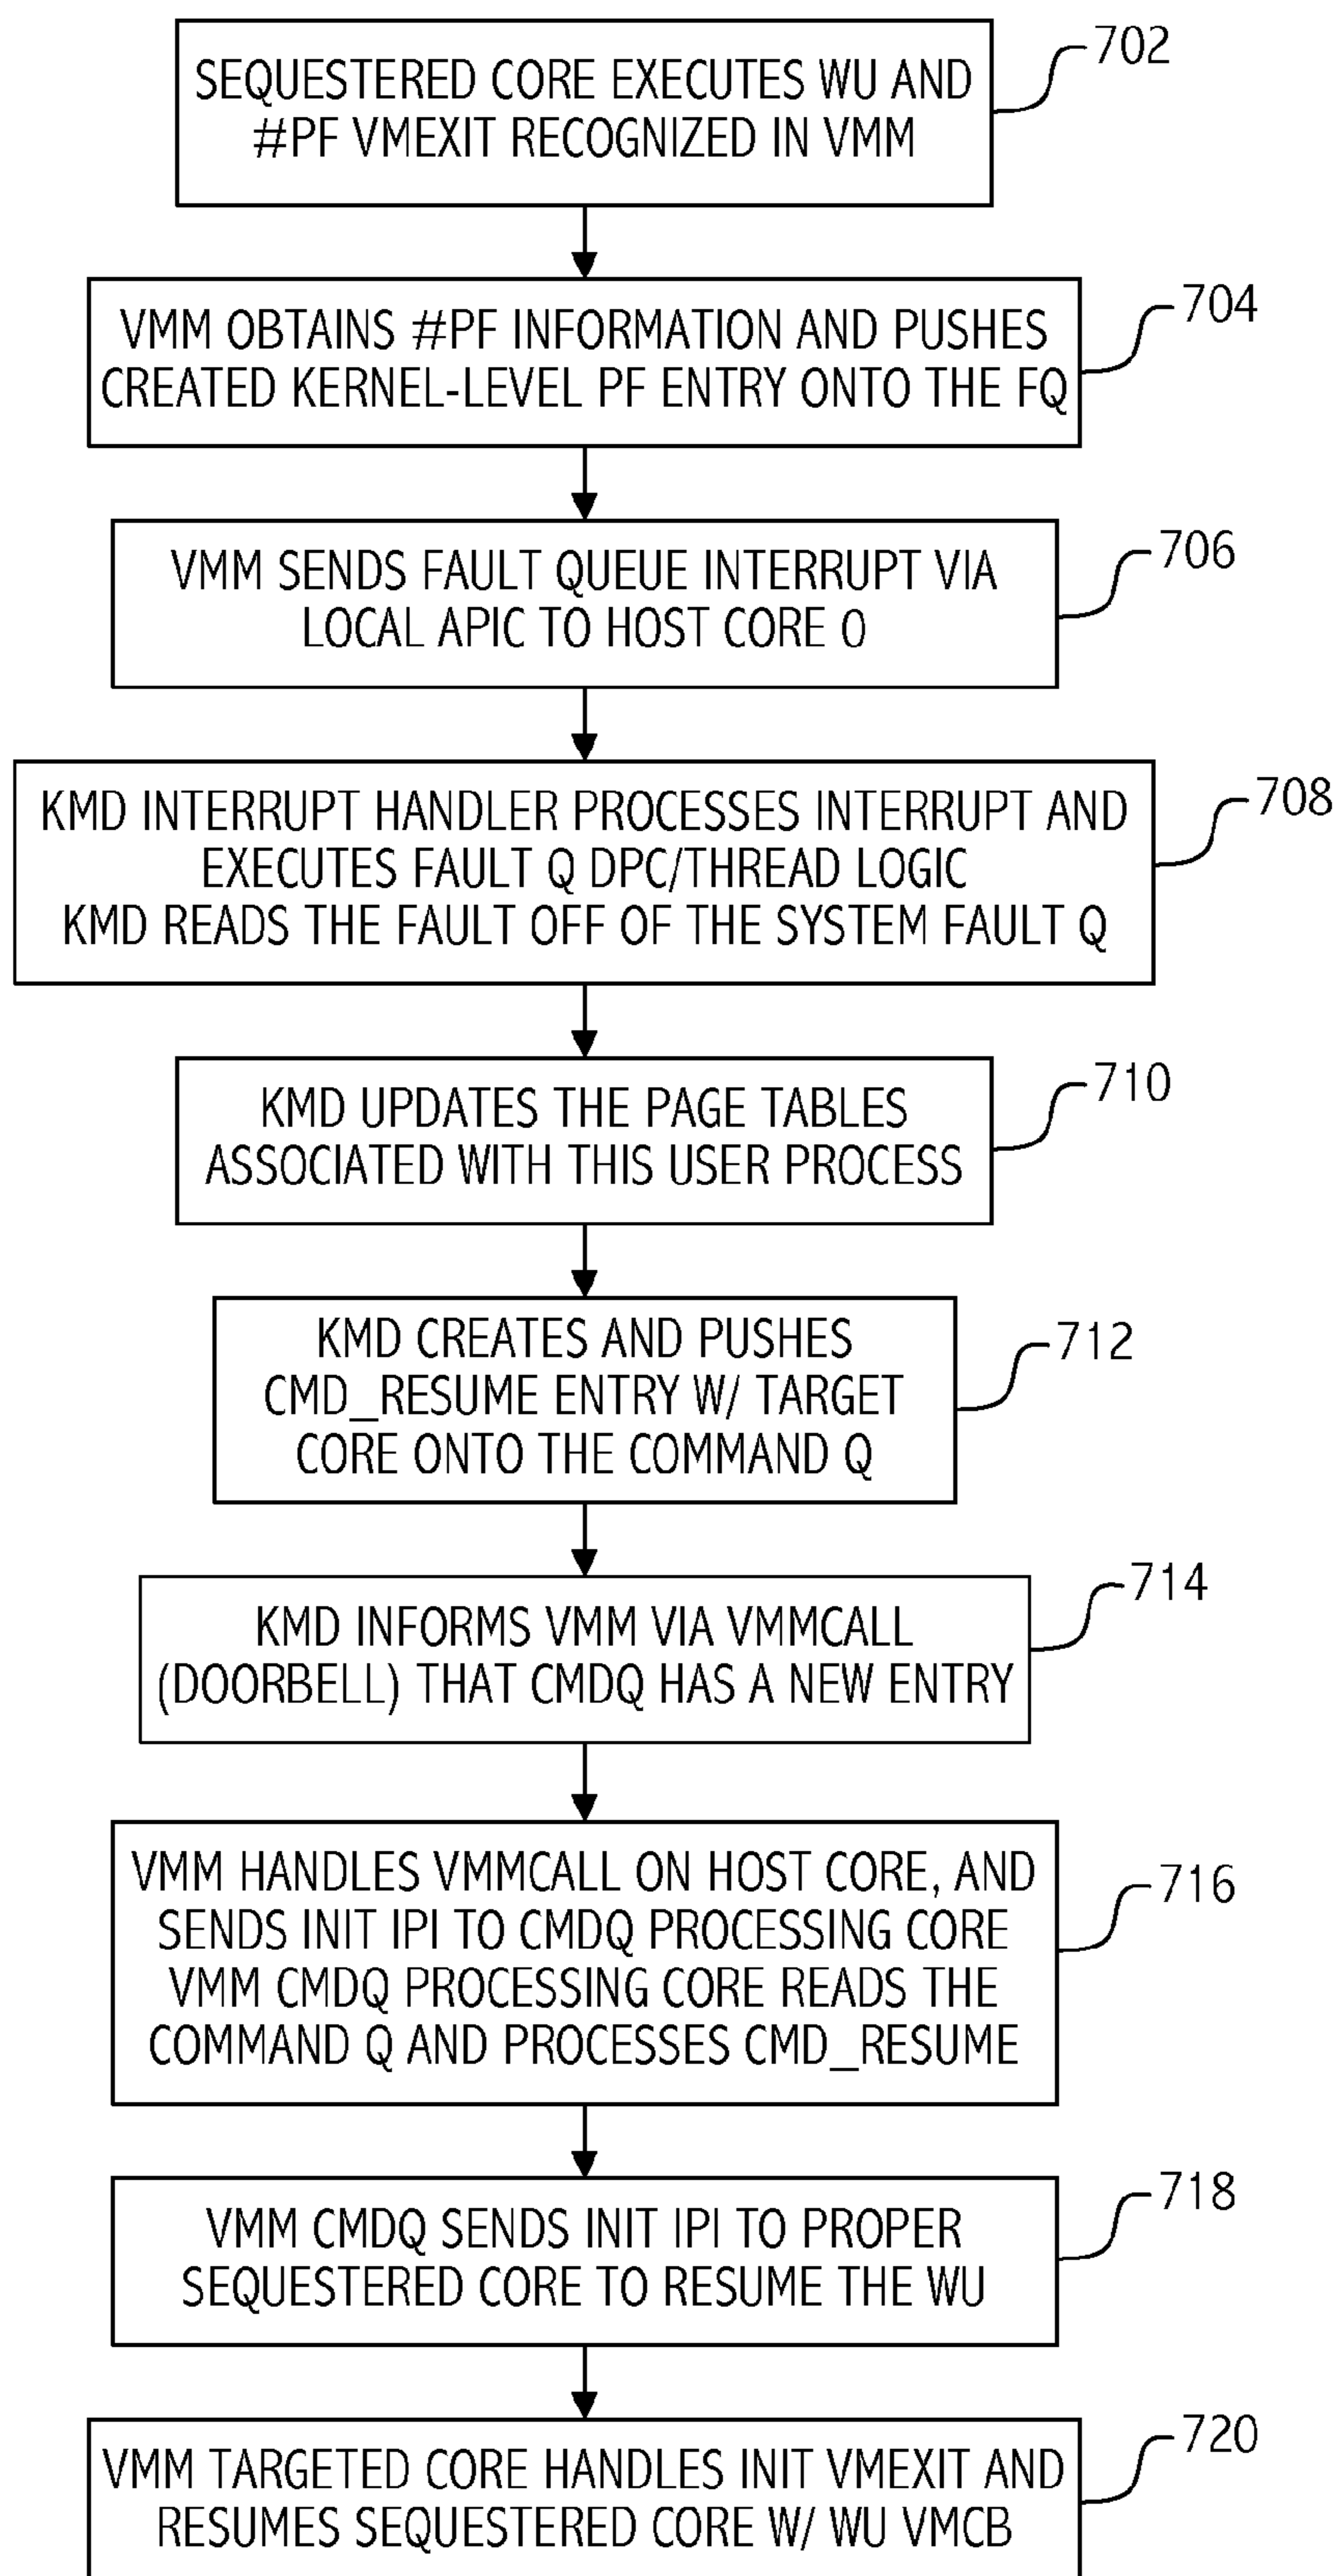 SEQUESTERED CORE EXECUTES WU AND
#PF VMEXIT RECOGNIZED IN VMM
702
VMM OBTAINS #PF INFORMATION AND PUSHES
CREATED KERNEL-LEVEL PF ENTRY ONTO THE FQ
704
VMM SENDS FAULT QUEUE INTERRUPT VIA
LOCAL APIC TO HOST CORE 0
706
KMD INTERRUPT HANDLER PROCESSES INTERRUPT AND
EXECUTES FAULT Q DPC/THREAD LOGIC
KMD READS THE FAULT OFF OF THE SYSTEM FAULT Q
708
KMD UPDATES THE PAGE TABLES
ASSOCIATED WITH THIS USER PROCESS
710
KMD CREATES AND PUSHES
CMD_RESUME ENTRY W/ TARGET
CORE ONTO THE COMMAND Q
712
KMD INFORMS VMM VIA VMMCALL
(DOORBELL) THAT CMDQ HAS A NEW ENTRY
714
VMM HANDLES VMMCALL ON HOST CORE, AND
SENDS INIT IPI TO CMDQ PROCESSING CORE
VMM CMDQ PROCESSING CORE READS THE
COMMAND Q AND PROCESSES CMD_RESUME
716
VMM CMDQ SENDS INIT IPI TO PROPER
SEQUESTERED CORE TO RESUME THE WU
718
VMM TARGETED CORE HANDLES INIT VMEXIT AND
RESUMES SEQUESTERED CORE W/ WU VMCB
720